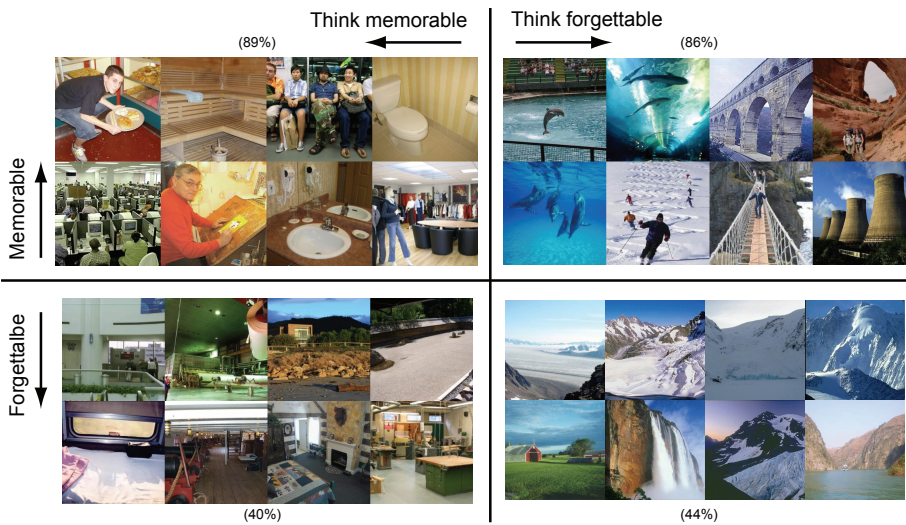 Think memorable
Think forgettable
(89%)
(86%)
Memorable
Forgettalbe
(40%)
(44%)